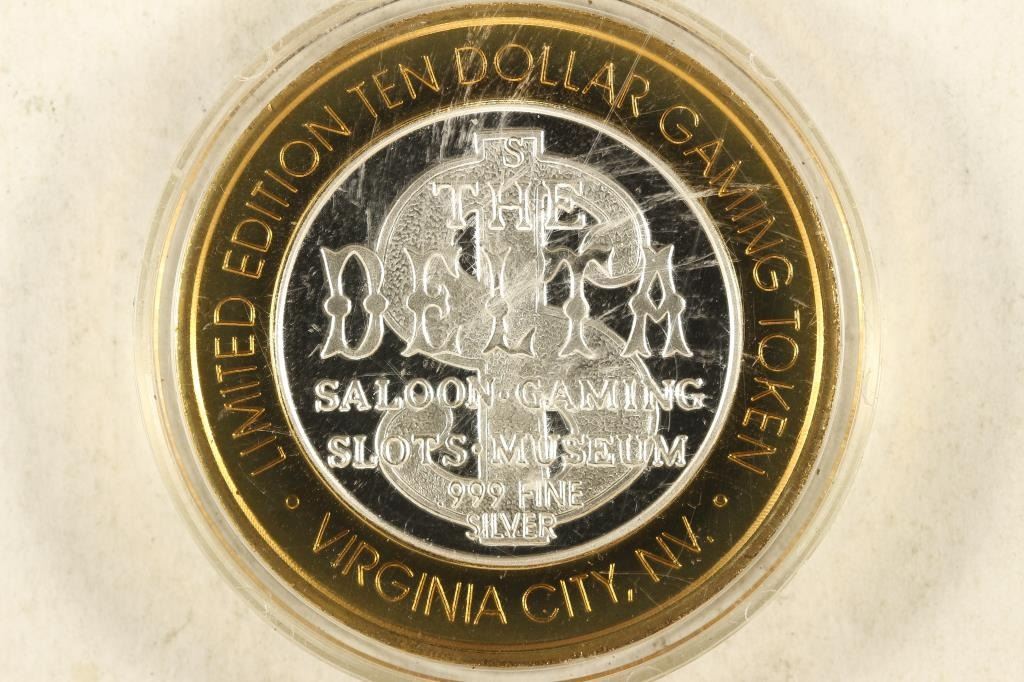 LIMITED EDITION TEN DOLLAR GAMING TOKEN
S
THE
DELTA
SALOON·GAMING
SLOTS·MUSEUM
.999 FINE
SILVER
• VIRGINIA CITY, NV. •